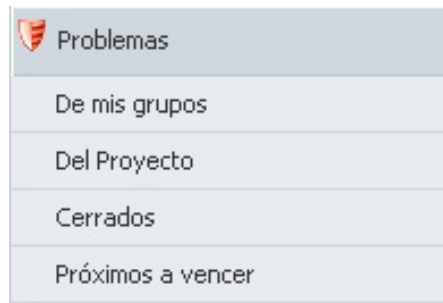 Problemas
De mis grupos
Del Proyecto
Cerrados
Próximos a vencer